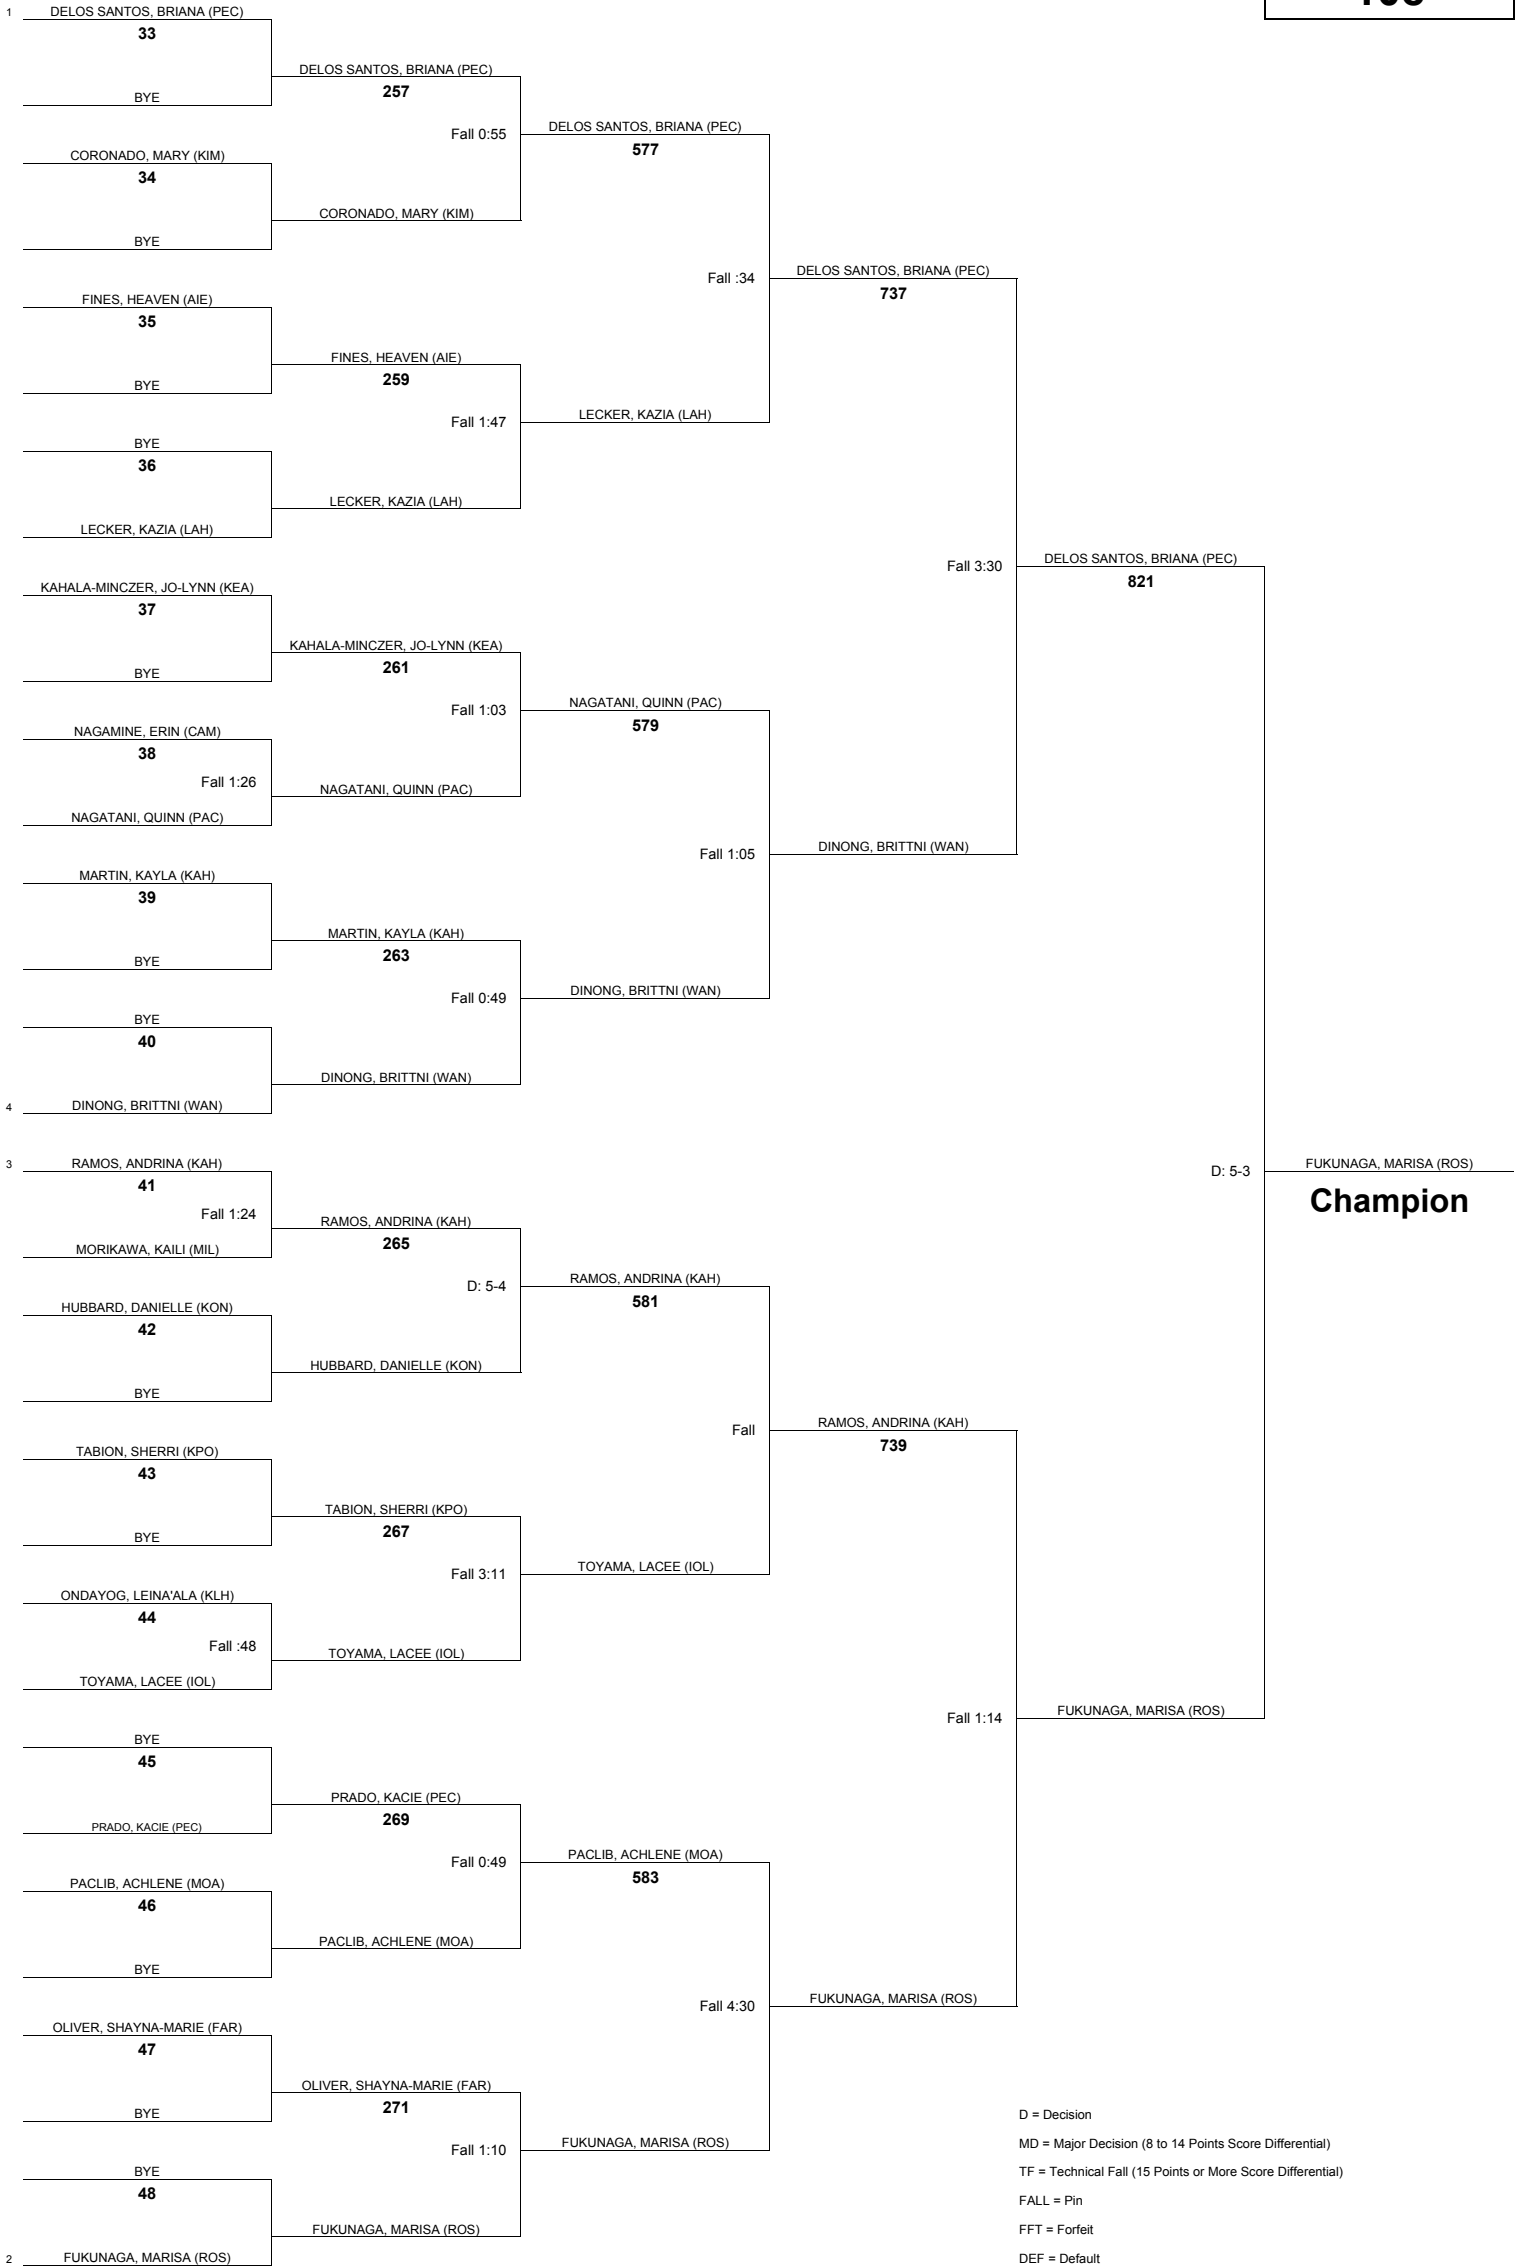 1 DELOS SANTOS, BRIANA (PEC)
33
BYE
CORONADO, MARY (KIM)
34
BYE
FINES, HEAVEN (AIE)
35
BYE
BYE
36
LECKER, KAZIA (LAH)
KAHALA-MINCZER, JO-LYNN (KEA)
37
BYE
NAGAMINE, ERIN (CAM)
38
Fall 1:26
NAGATANI, QUINN (PAC)
MARTIN, KAYLA (KAH)
39
BYE
BYE
40
4 DINONG, BRITTNI (WAN)
3 RAMOS, ANDRINA (KAH)
41
Fall 1:24
MORIKAWA, KAILI (MIL)
HUBBARD, DANIELLE (KON)
42
BYE
TABION, SHERRI (KPO)
43
BYE
ONDAYOG, LEINA'ALA (KLH)
44
Fall :48
TOYAMA, LACEE (IOL)
BYE
45
PRADO, KACIE (PEC)
PACLIB, ACHLENE (MOA)
46
BYE
OLIVER, SHAYNA-MARIE (FAR)
47
BYE
BYE
48
2 FUKUNAGA, MARISA (ROS)
DELOS SANTOS, BRIANA (PEC)
257
Fall 0:55
CORONADO, MARY (KIM)
FINES, HEAVEN (AIE)
259
Fall 1:47
LECKER, KAZIA (LAH)
KAHALA-MINCZER, JO-LYNN (KEA)
261
Fall 1:03
NAGATANI, QUINN (PAC)
MARTIN, KAYLA (KAH)
263
Fall 0:49
DINONG, BRITTNI (WAN)
RAMOS, ANDRINA (KAH)
265
D: 5-4
HUBBARD, DANIELLE (KON)
TABION, SHERRI (KPO)
267
Fall 3:11
TOYAMA, LACEE (IOL)
PRADO, KACIE (PEC)
269
Fall 0:49
PACLIB, ACHLENE (MOA)
OLIVER, SHAYNA-MARIE (FAR)
271
Fall 1:10
FUKUNAGA, MARISA (ROS)
DELOS SANTOS, BRIANA (PEC)
577
Fall :34
LECKER, KAZIA (LAH)
NAGATANI, QUINN (PAC)
579
Fall 1:05
DINONG, BRITTNI (WAN)
RAMOS, ANDRINA (KAH)
581
Fall
TOYAMA, LACEE (IOL)
PACLIB, ACHLENE (MOA)
583
Fall 4:30
FUKUNAGA, MARISA (ROS)
DELOS SANTOS, BRIANA (PEC)
737
Fall 3:30
DINONG, BRITTNI (WAN)
RAMOS, ANDRINA (KAH)
739
Fall 1:14
FUKUNAGA, MARISA (ROS)
DELOS SANTOS, BRIANA (PEC)
821
D: 5-3
FUKUNAGA, MARISA (ROS)
FUKUNAGA, MARISA (ROS)
Champion
D = Decision
MD = Major Decision (8 to 14 Points Score Differential)
TF = Technical Fall (15 Points or More Score Differential)
FALL = Pin
FFT = Forfeit
DEF = Default